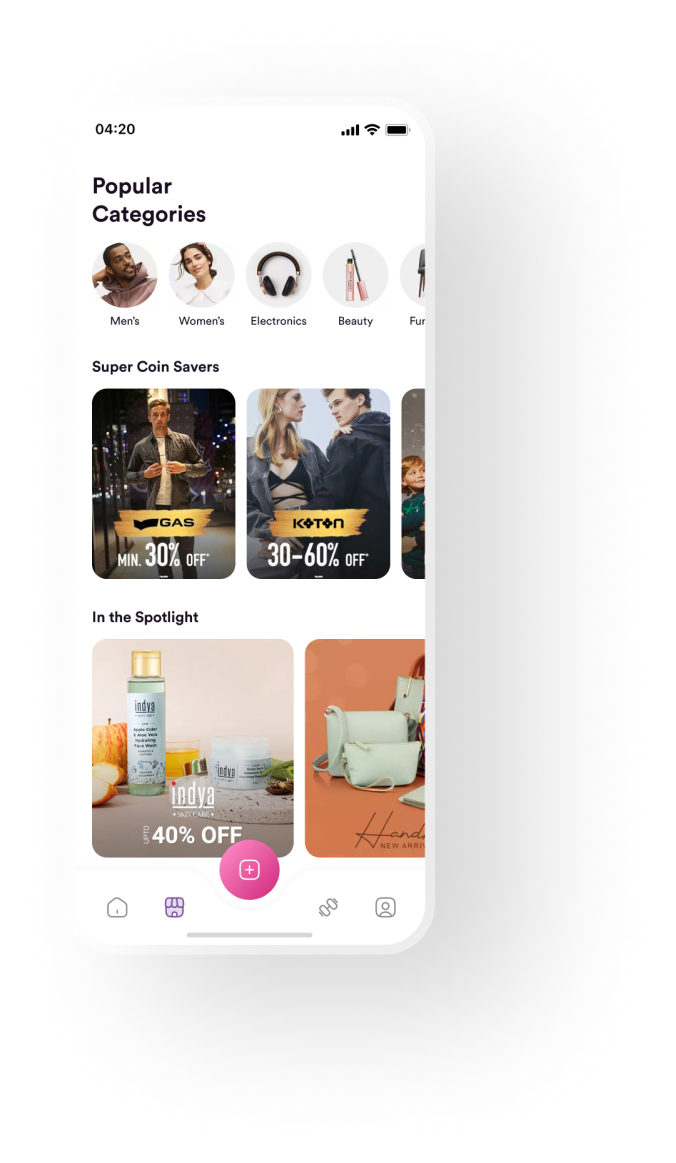 04:20
Popular
Categories
Men's
Women's
Electronics
Beauty
Fur
Super Coin Savers
GAS
MIN. 30% OFF*
KOTON
30-60% OFF*
In the Spotlight
indya
Apple Cider
& Aloe Vera
Hydrating
Face Wash
indya
indya
• SKIN CARE •
UPTO 40% OFF
Hand
NEW ARRIV